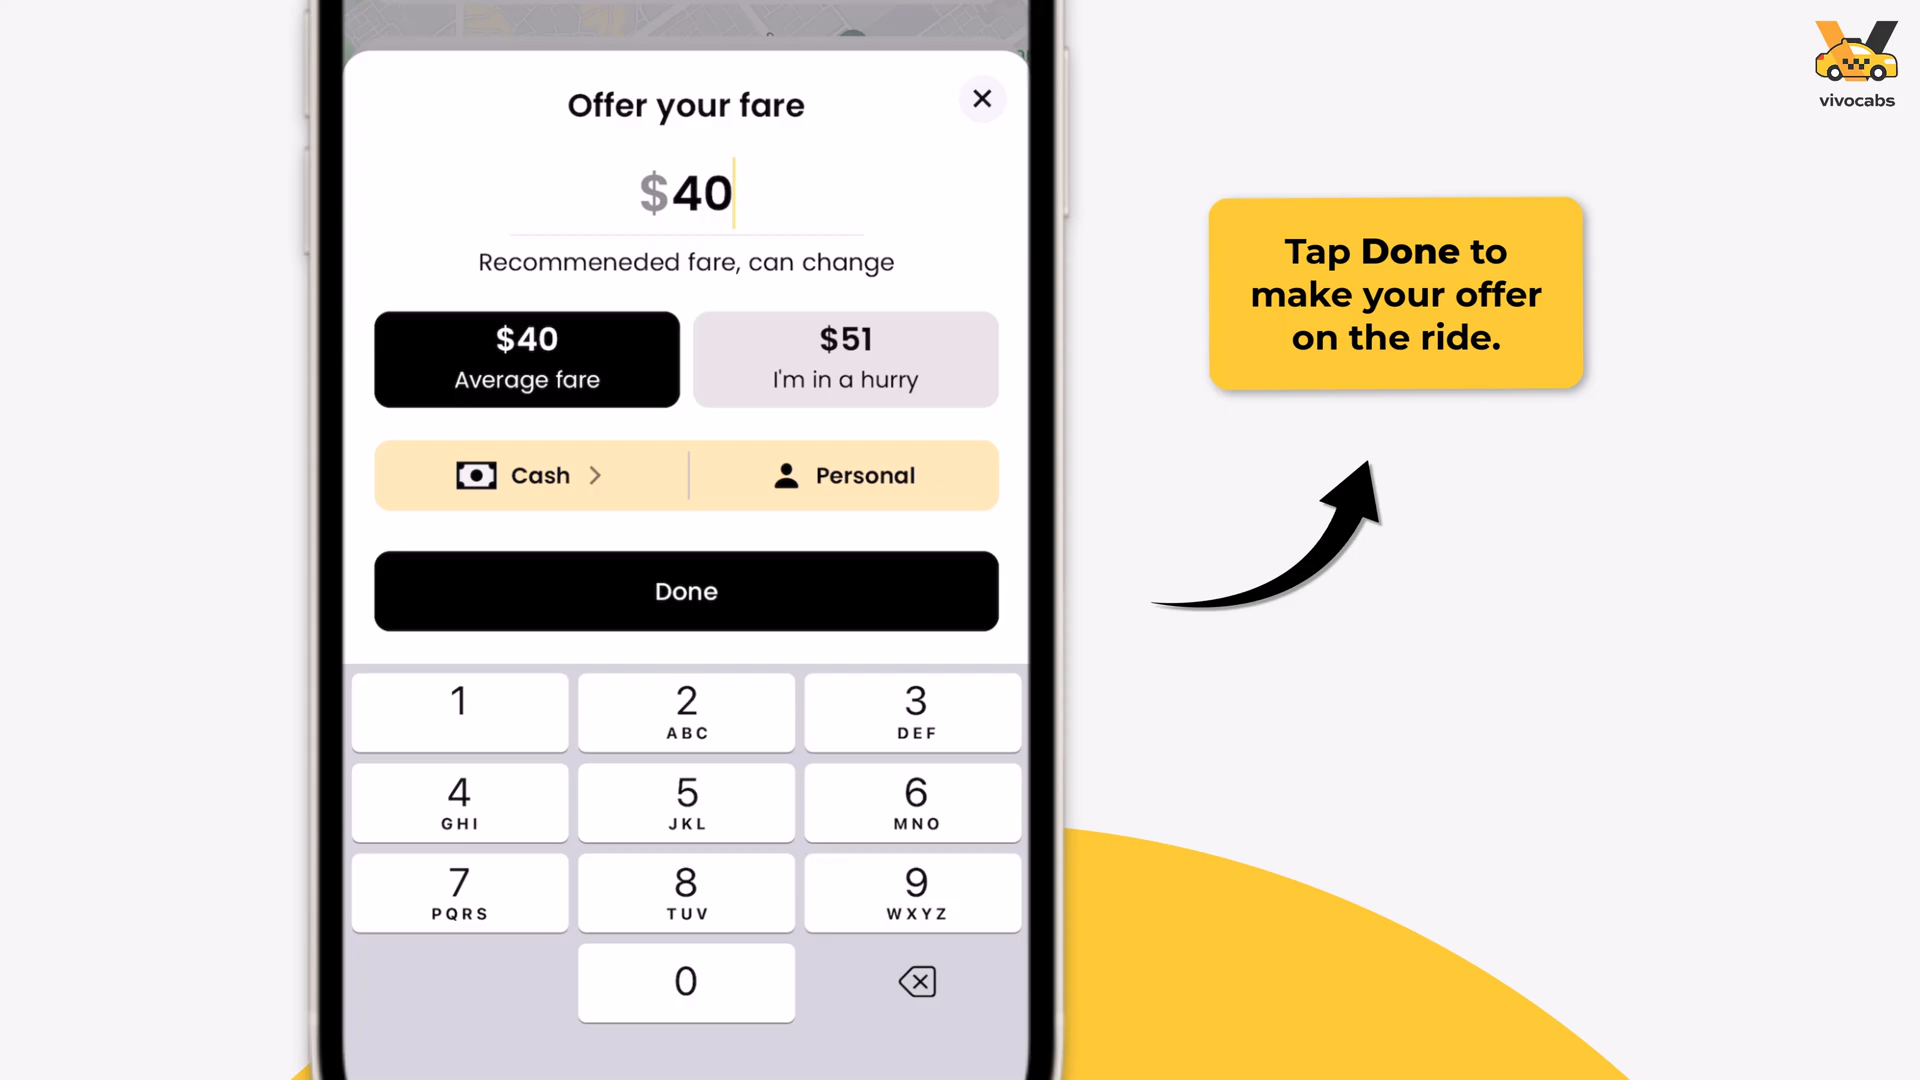 Offer your fare
$40
Recommeneded fare, can change
$40
Average fare
$51
I'm in a hurry
Cash
Personal
Done
1
2
ABC
3
DEF
4
GHI
5
JKL
6
MNO
7
PQRS
8
TUV
9
WXYZ
0
vivocabs
Tap Done to
make your offer
on the ride.